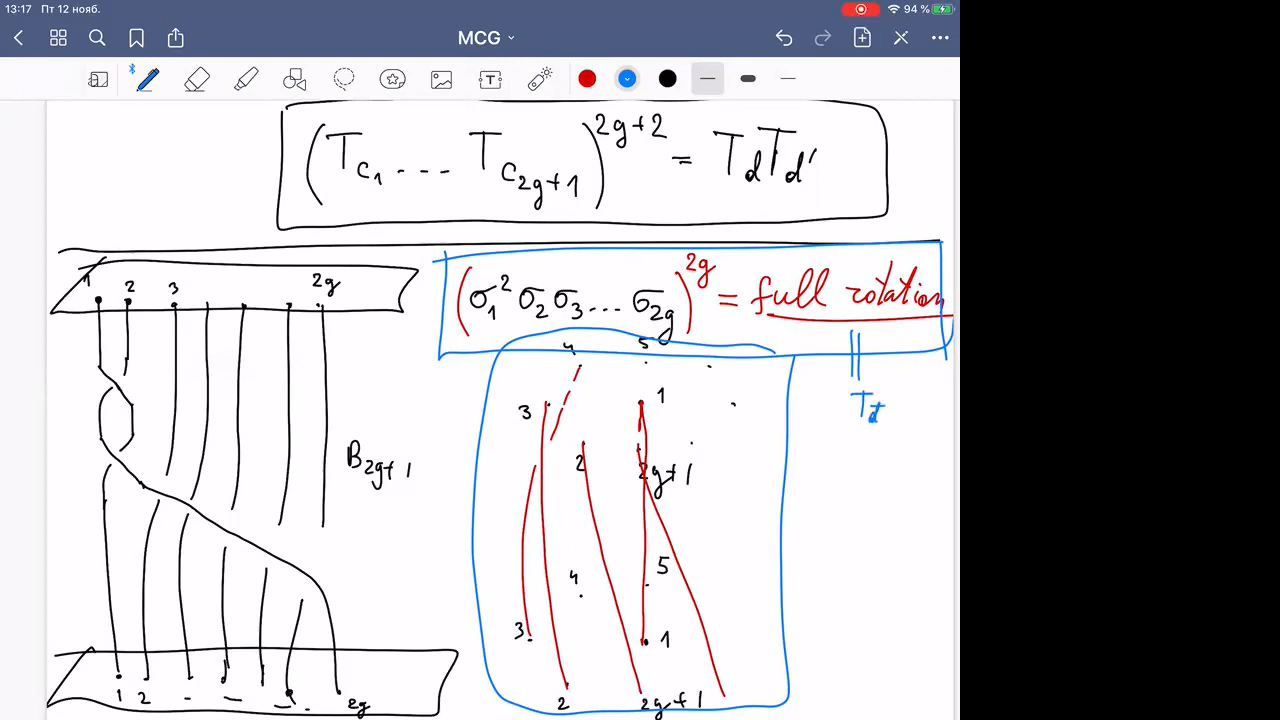 13:17 Пт 12 нояб. 94 %
MCG
(T_{c_1} ... T_{c_{2g+1}})^{2g+2} = T_d T_{d'}
1 2 3 2g
(σ_1^2 σ_2 σ_3 ... σ_{2g})^{2g} = full rotation
T_d
4 5
3 1
2 2g+1
B_{2g+1}
4 5
3 1
2 2g+1
1 2 - - - . 2g